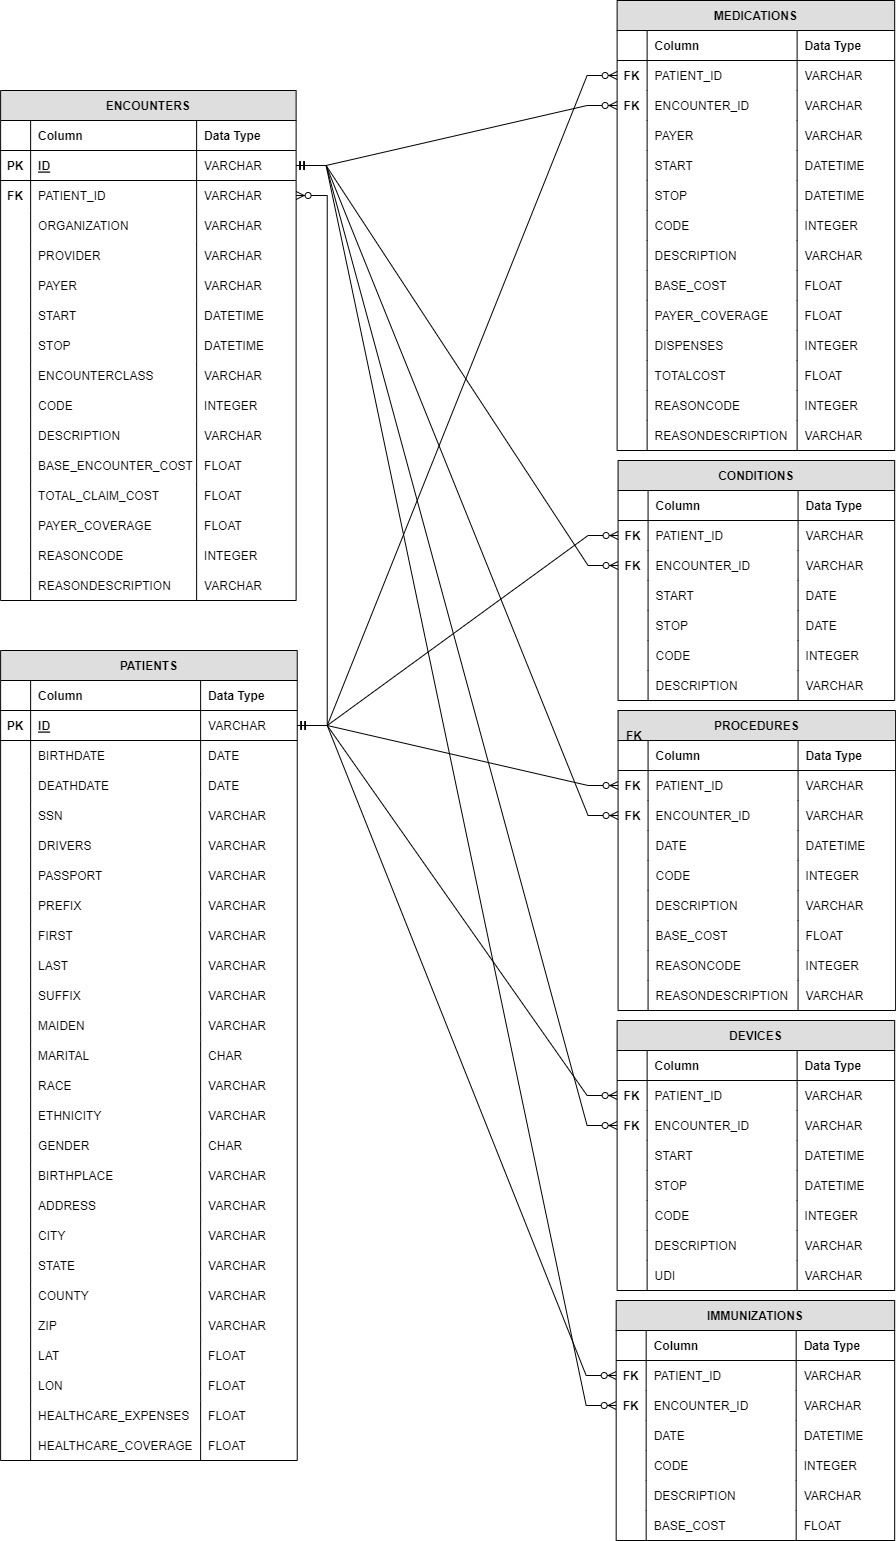 ENCOUNTERS
Column Data Type
PK ID VARCHAR
FK PATIENT_ID VARCHAR
ORGANIZATION VARCHAR
PROVIDER VARCHAR
PAYER VARCHAR
START DATETIME
STOP DATETIME
ENCOUNTERCLASS VARCHAR
CODE INTEGER
DESCRIPTION VARCHAR
BASE_ENCOUNTER_COST FLOAT
TOTAL_CLAIM_COST FLOAT
PAYER_COVERAGE FLOAT
REASONCODE INTEGER
REASONDESCRIPTION VARCHAR
PATIENTS
Column Data Type
PK ID VARCHAR
BIRTHDATE DATE
DEATHDATE DATE
SSN VARCHAR
DRIVERS VARCHAR
PASSPORT VARCHAR
PREFIX VARCHAR
FIRST VARCHAR
LAST VARCHAR
SUFFIX VARCHAR
MAIDEN VARCHAR
MARITAL CHAR
RACE VARCHAR
ETHNICITY VARCHAR
GENDER CHAR
BIRTHPLACE VARCHAR
ADDRESS VARCHAR
CITY VARCHAR
STATE VARCHAR
COUNTY VARCHAR
ZIP VARCHAR
LAT FLOAT
LON FLOAT
HEALTHCARE_EXPENSES FLOAT
HEALTHCARE_COVERAGE FLOAT
MEDICATIONS
Column Data Type
FK PATIENT_ID VARCHAR
FK ENCOUNTER_ID VARCHAR
PAYER VARCHAR
START DATETIME
STOP DATETIME
CODE INTEGER
DESCRIPTION VARCHAR
BASE_COST FLOAT
PAYER_COVERAGE FLOAT
DISPENSES INTEGER
TOTALCOST FLOAT
REASONCODE INTEGER
REASONDESCRIPTION VARCHAR
CONDITIONS
Column Data Type
FK PATIENT_ID VARCHAR
FK ENCOUNTER_ID VARCHAR
START DATE
STOP DATE
CODE INTEGER
DESCRIPTION VARCHAR
PROCEDURES
FK
Column Data Type
FK PATIENT_ID VARCHAR
FK ENCOUNTER_ID VARCHAR
DATE DATETIME
CODE INTEGER
DESCRIPTION VARCHAR
BASE_COST FLOAT
REASONCODE INTEGER
REASONDESCRIPTION VARCHAR
DEVICES
Column Data Type
FK PATIENT_ID VARCHAR
FK ENCOUNTER_ID VARCHAR
START DATETIME
STOP DATETIME
CODE INTEGER
DESCRIPTION VARCHAR
UDI VARCHAR
IMMUNIZATIONS
Column Data Type
FK PATIENT_ID VARCHAR
FK ENCOUNTER_ID VARCHAR
DATE DATETIME
CODE INTEGER
DESCRIPTION VARCHAR
BASE_COST FLOAT